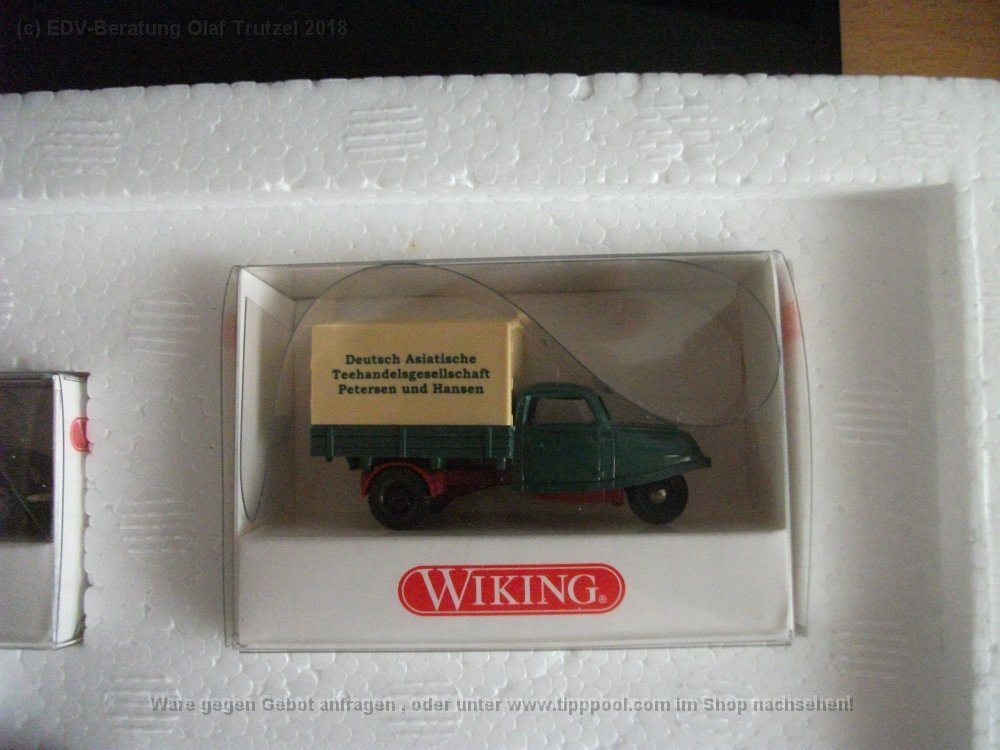 (c) EDV-Beratung Olaf Trutzel 2018
Deutsch Asiatische
Teehandelsgesellschaft
Petersen und Hansen
WIKING®
Ware gegen Gebot anfragen , oder unter www.tipppool.com im Shop nachsehen!